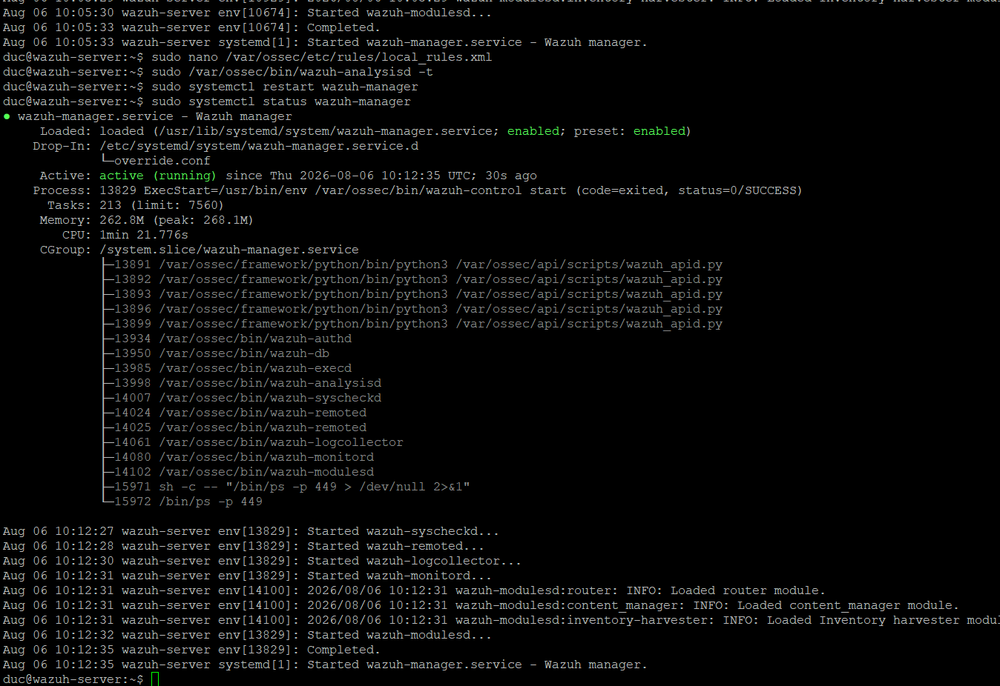 Aug 06 10:05:30 wazuh-server env[10674]: Started wazuh-modulesd...
Aug 06 10:05:33 wazuh-server env[10674]: Completed.
Aug 06 10:05:33 wazuh-server systemd[1]: Started wazuh-manager.service - Wazuh manager.
duc@wazuh-server:~$ sudo nano /var/ossec/etc/rules/local_rules.xml
duc@wazuh-server:~$ sudo /var/ossec/bin/wazuh-analysisd -t
duc@wazuh-server:~$ sudo systemctl restart wazuh-manager
duc@wazuh-server:~$ sudo systemctl status wazuh-manager
● wazuh-manager.service - Wazuh manager
     Loaded: loaded (/usr/lib/systemd/system/wazuh-manager.service; enabled; preset: enabled)
    Drop-In: /etc/systemd/system/wazuh-manager.service.d
             └─override.conf
     Active: active (running) since Thu 2026-08-06 10:12:35 UTC; 30s ago
    Process: 13829 ExecStart=/usr/bin/env /var/ossec/bin/wazuh-control start (code=exited, status=0/SUCCESS)
      Tasks: 213 (limit: 7560)
     Memory: 262.8M (peak: 268.1M)
        CPU: 1min 21.776s
     CGroup: /system.slice/wazuh-manager.service
             ├─13891 /var/ossec/framework/python/bin/python3 /var/ossec/api/scripts/wazuh_apid.py
             ├─13892 /var/ossec/framework/python/bin/python3 /var/ossec/api/scripts/wazuh_apid.py
             ├─13893 /var/ossec/framework/python/bin/python3 /var/ossec/api/scripts/wazuh_apid.py
             ├─13896 /var/ossec/framework/python/bin/python3 /var/ossec/api/scripts/wazuh_apid.py
             ├─13899 /var/ossec/framework/python/bin/python3 /var/ossec/api/scripts/wazuh_apid.py
             ├─13934 /var/ossec/bin/wazuh-authd
             ├─13950 /var/ossec/bin/wazuh-db
             ├─13985 /var/ossec/bin/wazuh-execd
             ├─13998 /var/ossec/bin/wazuh-analysisd
             ├─14007 /var/ossec/bin/wazuh-syscheckd
             ├─14024 /var/ossec/bin/wazuh-remoted
             ├─14025 /var/ossec/bin/wazuh-remoted
             ├─14061 /var/ossec/bin/wazuh-logcollector
             ├─14080 /var/ossec/bin/wazuh-monitord
             ├─14102 /var/ossec/bin/wazuh-modulesd
             ├─15971 sh -c -- "/bin/ps -p 449 > /dev/null 2>&1"
             └─15972 /bin/ps -p 449
Aug 06 10:12:27 wazuh-server env[13829]: Started wazuh-syscheckd...
Aug 06 10:12:28 wazuh-server env[13829]: Started wazuh-remoted...
Aug 06 10:12:30 wazuh-server env[13829]: Started wazuh-logcollector...
Aug 06 10:12:31 wazuh-server env[13829]: Started wazuh-monitord...
Aug 06 10:12:31 wazuh-server env[14100]: 2026/08/06 10:12:31 wazuh-modulesd:router: INFO: Loaded router module.
Aug 06 10:12:31 wazuh-server env[14100]: 2026/08/06 10:12:31 wazuh-modulesd:content_manager: INFO: Loaded content_manager module.
Aug 06 10:12:31 wazuh-server env[14100]: 2026/08/06 10:12:31 wazuh-modulesd:inventory-harvester: INFO: Loaded Inventory harvester modul
Aug 06 10:12:32 wazuh-server env[13829]: Started wazuh-modulesd...
Aug 06 10:12:35 wazuh-server env[13829]: Completed.
Aug 06 10:12:35 wazuh-server systemd[1]: Started wazuh-manager.service - Wazuh manager.
duc@wazuh-server:~$